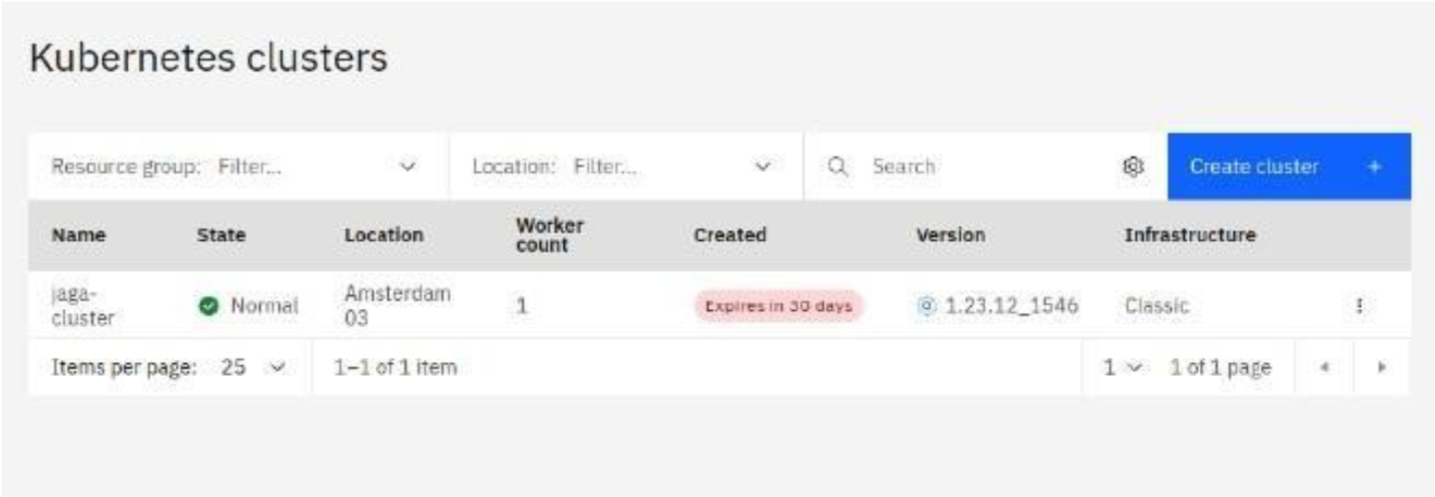 Kubernetes clusters
Resource group: Filter... Location: Filter... Search Create cluster +
Name State Location Worker count Created Version Infrastructure
jaga-cluster Normal Amsterdam 03 1 Expires in 30 days 1.23.12_1546 Classic
Items per page: 25 1–1 of 1 item 1 1 of 1 page